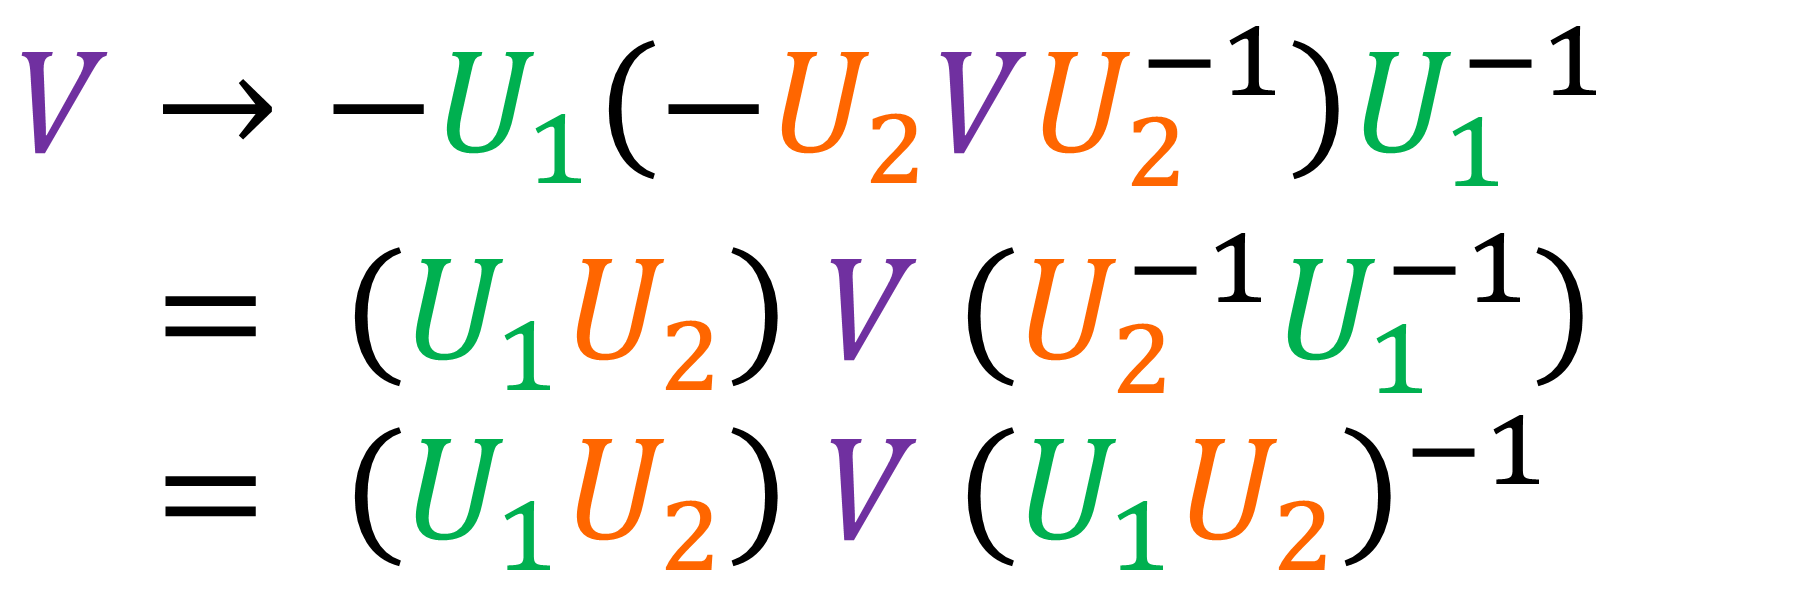 V → −U₁(−U₂VU₂⁻¹)U₁⁻¹
= (U₁U₂) V (U₂⁻¹U₁⁻¹)
= (U₁U₂) V (U₁U₂)⁻¹